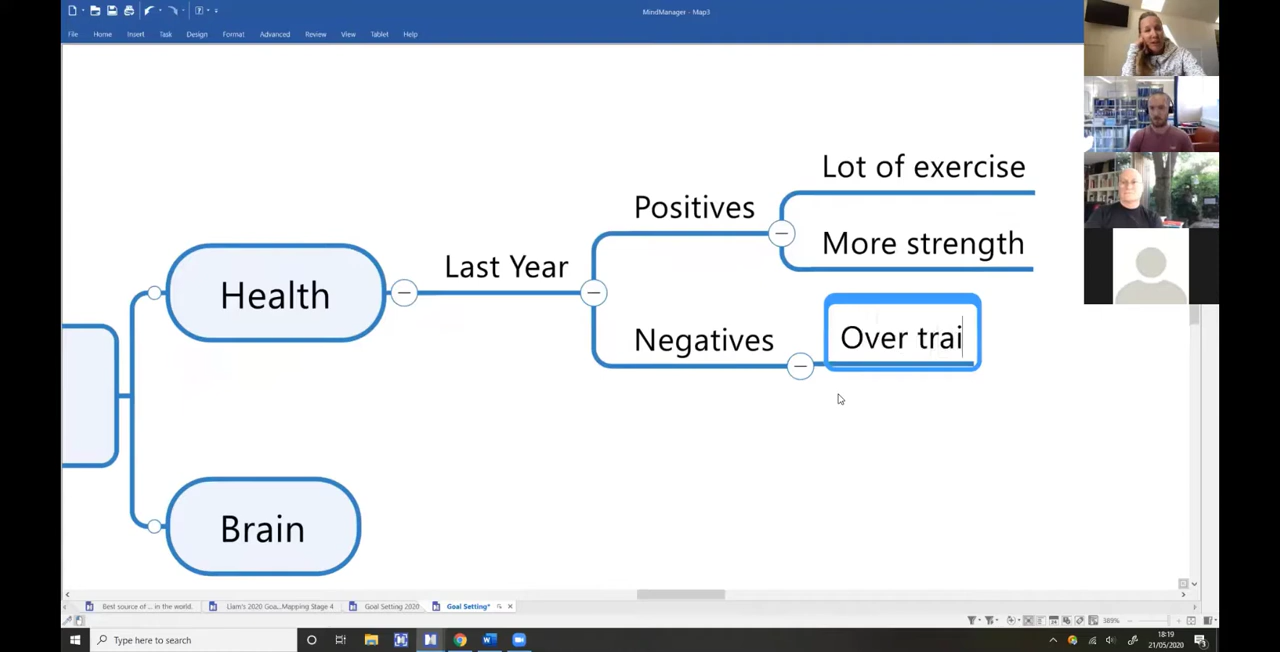 MindManager - Map3
File Home Insert Task Design Format Advanced Review View Tablet Help
Lot of exercise
Positives
More strength
Last Year
Health
Over trai
Negatives
Brain
Best source of ... in the world. Liam's 2020 Goa...Mapping Stage 4 Goal Setting 2020 Goal Setting*
389%
Type here to search
18:19
21/05/2020